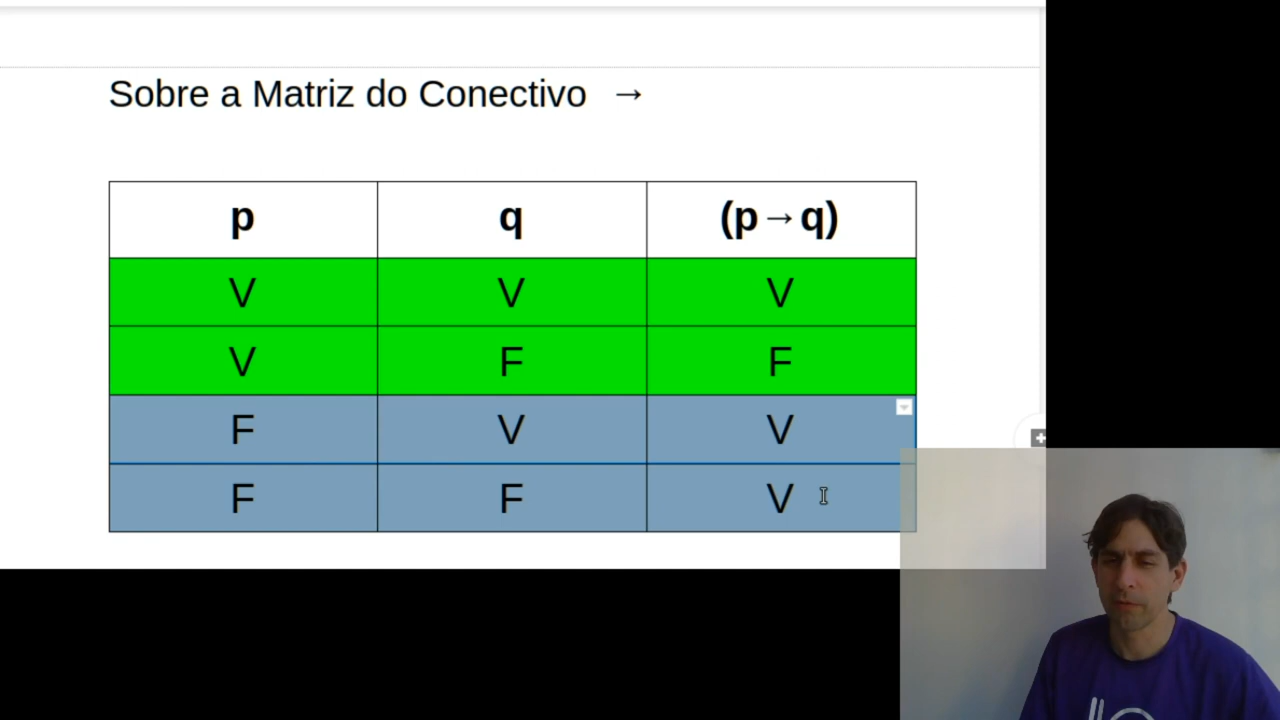 Sobre a Matriz do Conectivo →
p q (p→q)
V V V
V F F
F V V
F F V